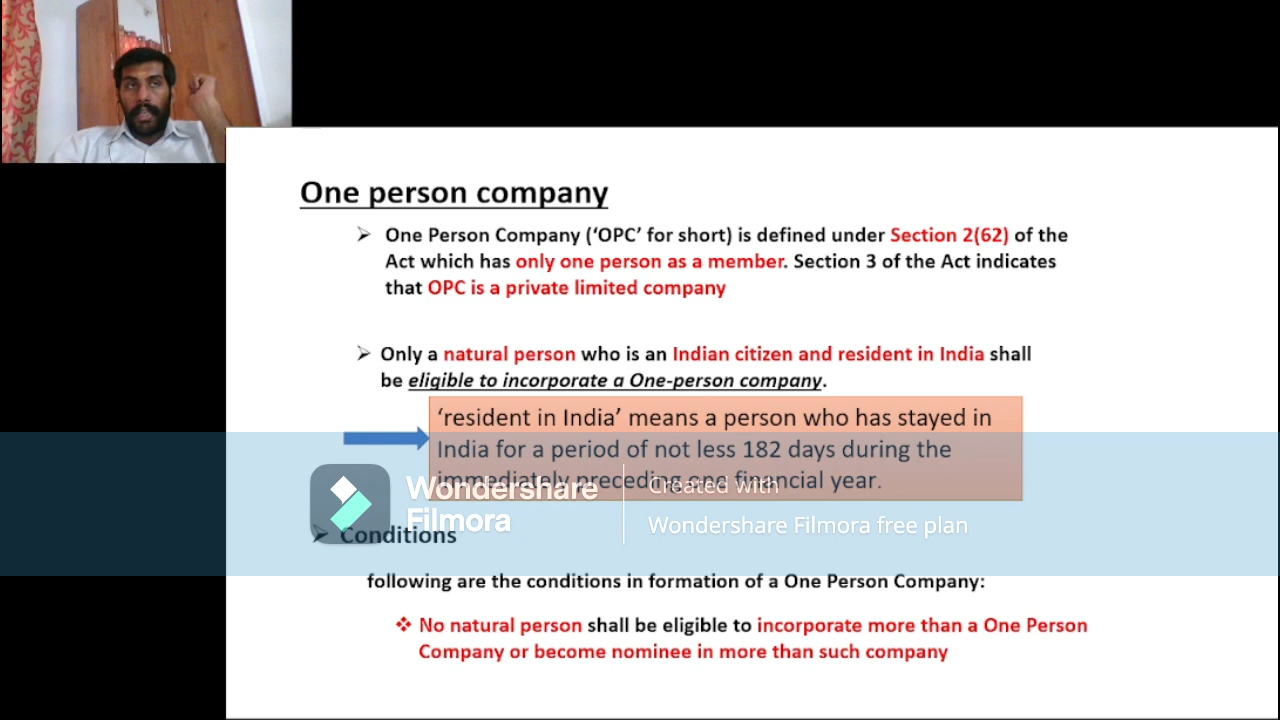 One person company
➢ One Person Company (‘OPC’ for short) is defined under Section 2(62) of the
Act which has only one person as a member. Section 3 of the Act indicates
that OPC is a private limited company
➢ Only a natural person who is an Indian citizen and resident in India shall
be eligible to incorporate a One-person company.
‘resident in India’ means a person who has stayed in
India for a period of not less 182 days during the
immediately preceding one financial year.
Wondershare
Filmora
Created with
Wondershare Filmora free plan
➢ Conditions
following are the conditions in formation of a One Person Company:
❖ No natural person shall be eligible to incorporate more than a One Person
Company or become nominee in more than such company